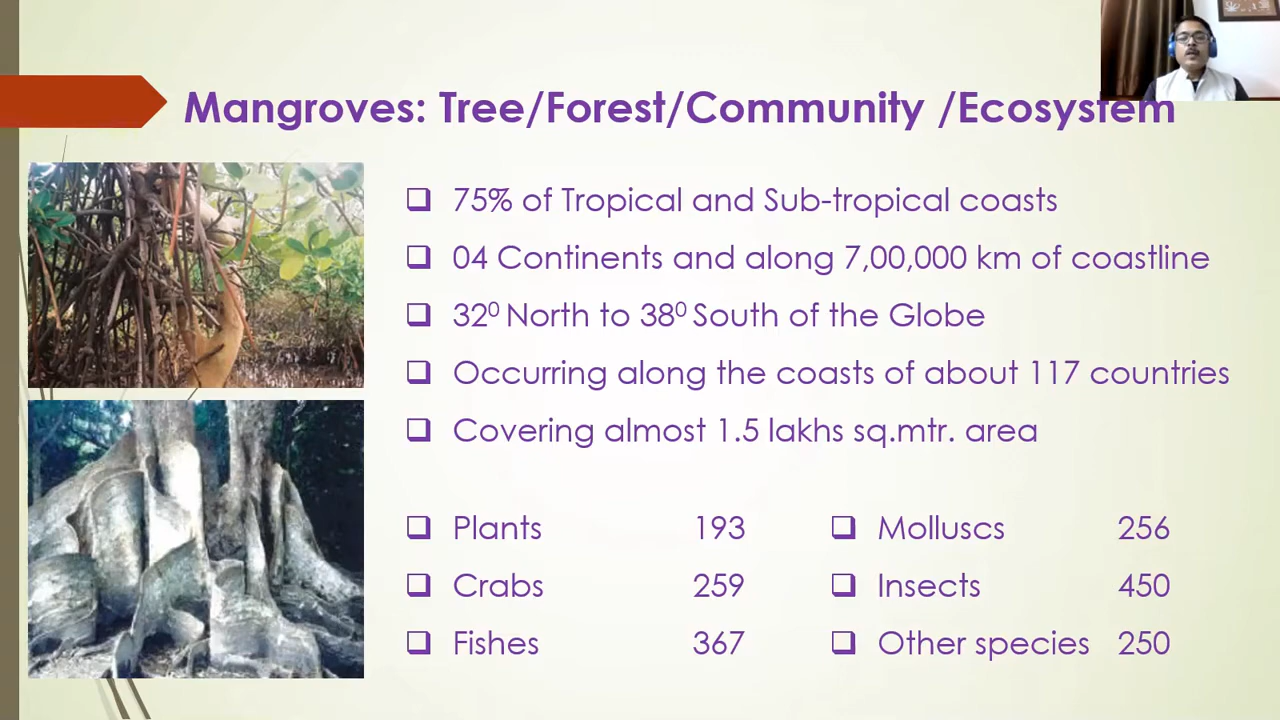 Mangroves: Tree/Forest/Community /Ecosystem
75% of Tropical and Sub-tropical coasts
04 Continents and along 7,00,000 km of coastline
32⁰ North to 38⁰ South of the Globe
Occurring along the coasts of about 117 countries
Covering almost 1.5 lakhs sq.mtr. area
Plants 193
Crabs 259
Fishes 367
Molluscs 256
Insects 450
Other species 250